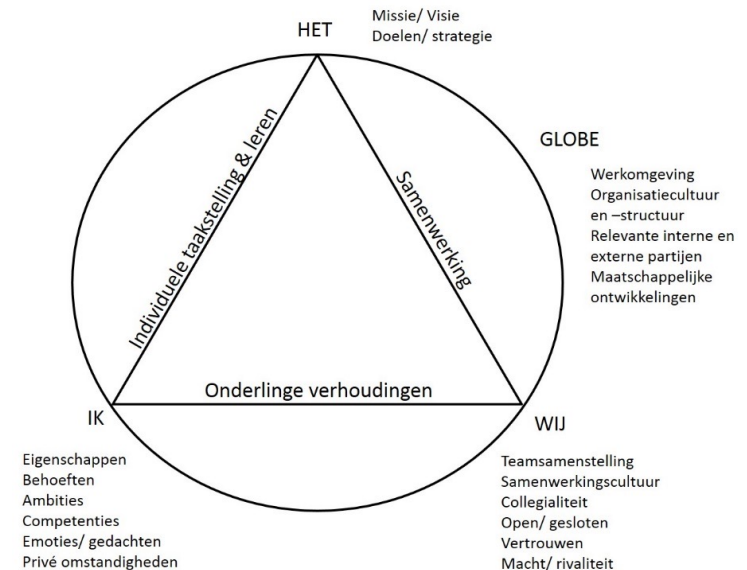 HET
Missie/ Visie
Doelen/ strategie
GLOBE
Werkomgeving
Organisatiecultuur
en –structuur
Relevante interne en
externe partijen
Maatschappelijke
ontwikkelingen
Individuele taakstelling & leren
Samenwerking
Onderlinge verhoudingen
IK
Eigenschappen
Behoeften
Ambities
Competenties
Emoties/ gedachten
Privé omstandigheden
WIJ
Teamsamenstelling
Samenwerkingscultuur
Collegialiteit
Open/ gesloten
Vertrouwen
Macht/ rivaliteit